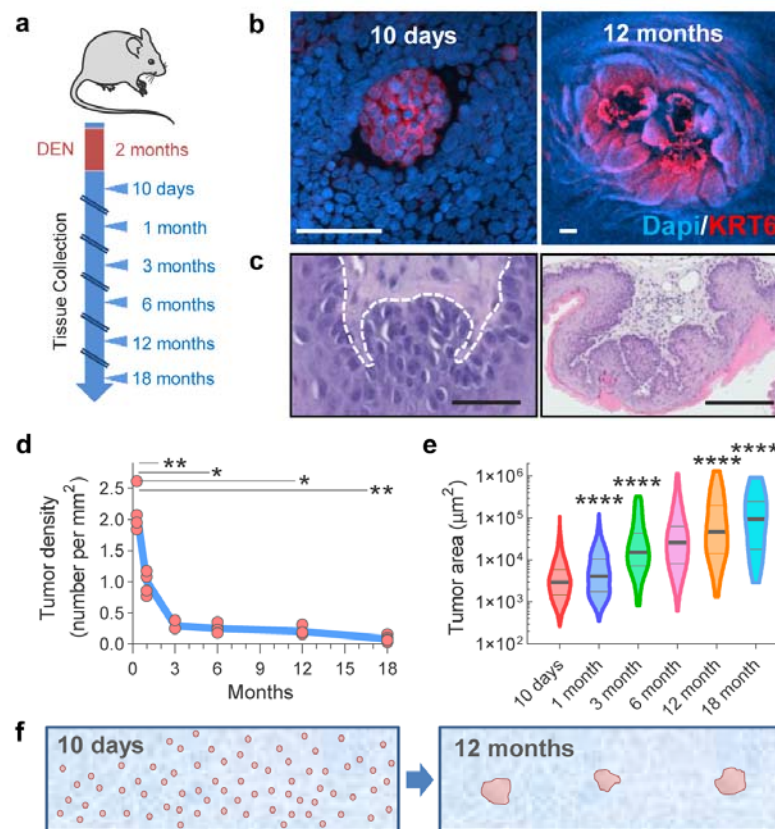 a
DEN
2 months
10 days
1 month
3 months
6 months
12 months
18 months
Tissue Collection
b
10 days
12 months
Dapi/KRT6
c
d
Tumor density
(number per mm²)
2.5
2.0
1.5
1.0
0.5
0.0
**
*
*
**
0 3 6 9 12 15 18
Months
e
Tumor area (μm²)
1×10⁶
1×10⁵
1×10⁴
1×10³
1×10²
****
****
****
****
10 days
1 month
3 month
6 month
12 month
18 month
f
10 days
12 months